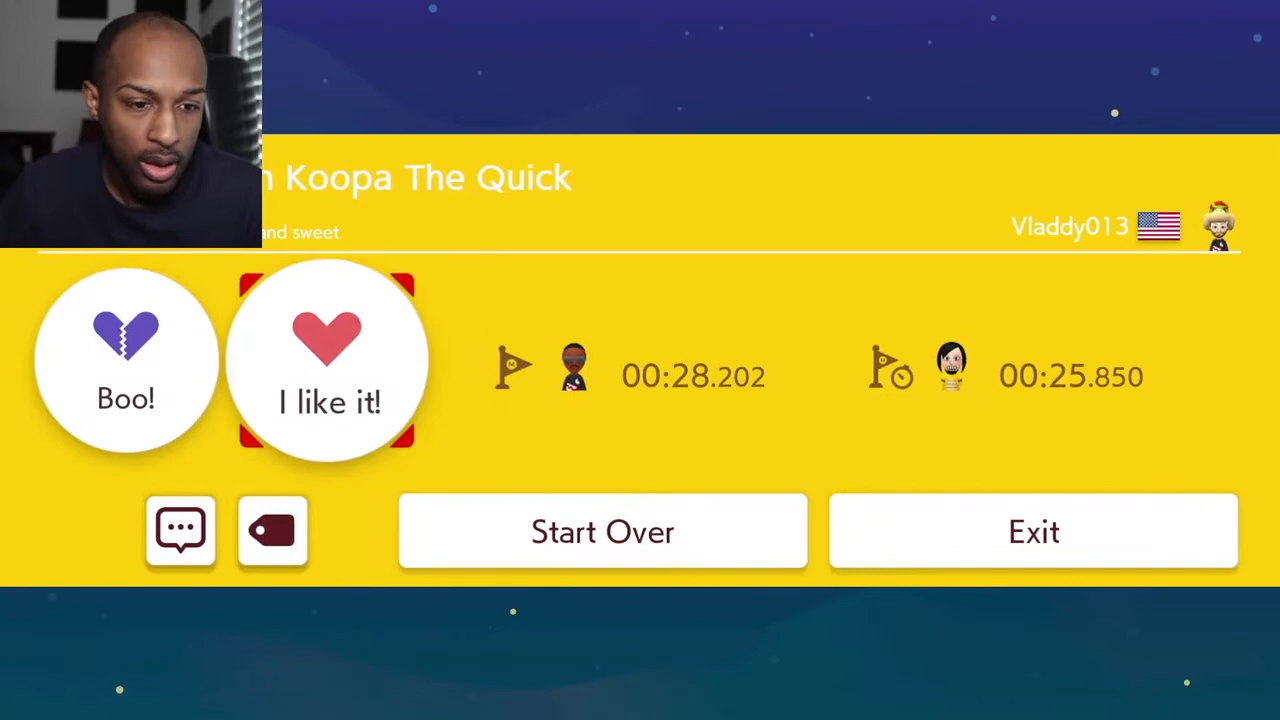 n Koopa The Quick
and sweet
Vladdy013
Boo!
I like it!
M
00:28.202
M
00:25.850
Start Over
Exit